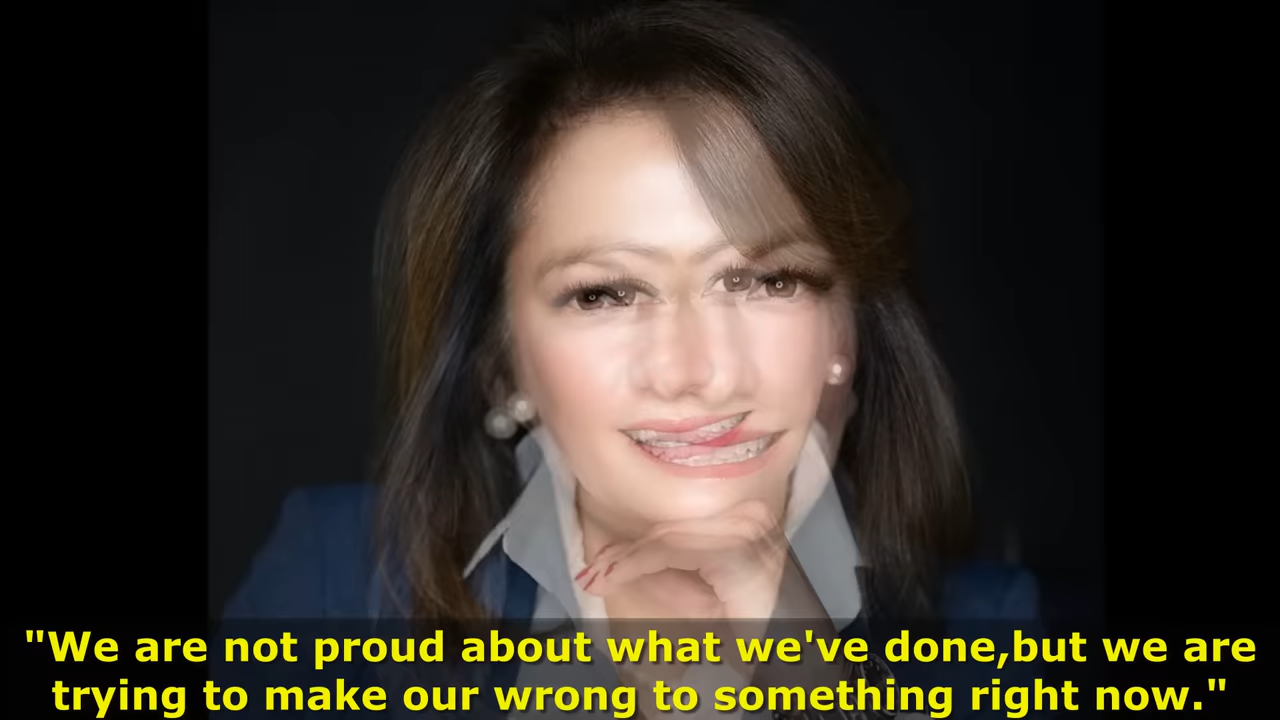 "We are not proud about what we've done,but we are
trying to make our wrong to something right now."